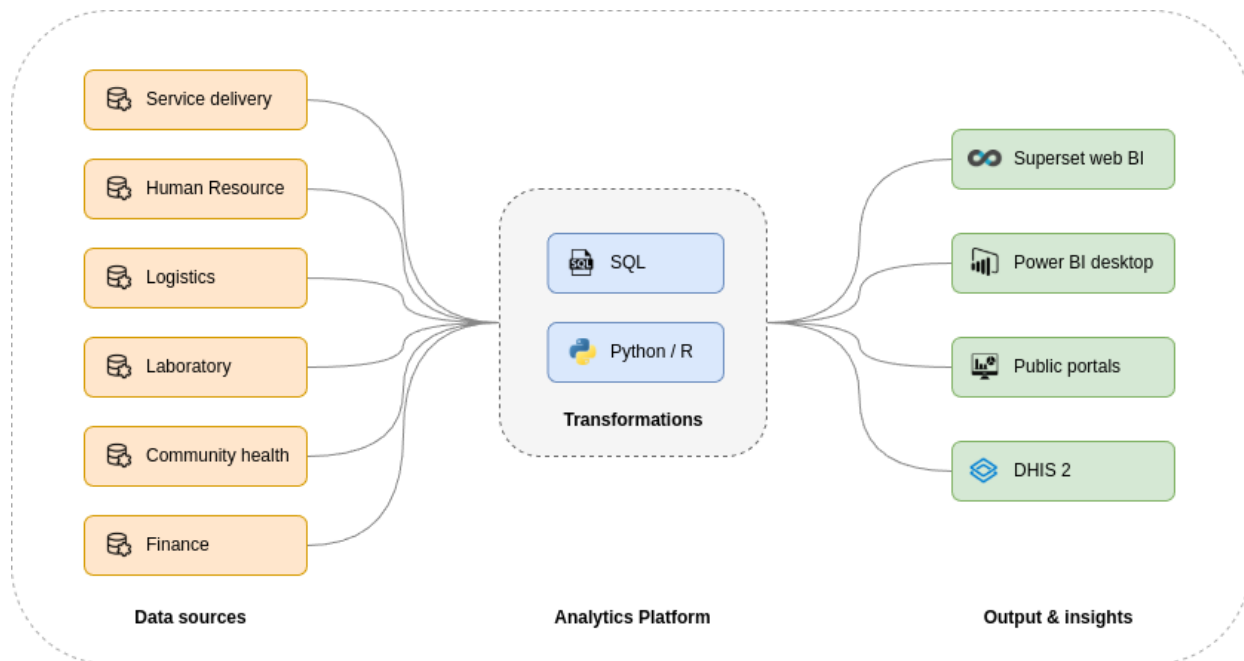 Service delivery
Human Resource
Logistics
Laboratory
Community health
Finance
Data sources
SQL
SQL
Python / R
Transformations
Analytics Platform
Superset web BI
Power BI desktop
Public portals
DHIS 2
Output & insights